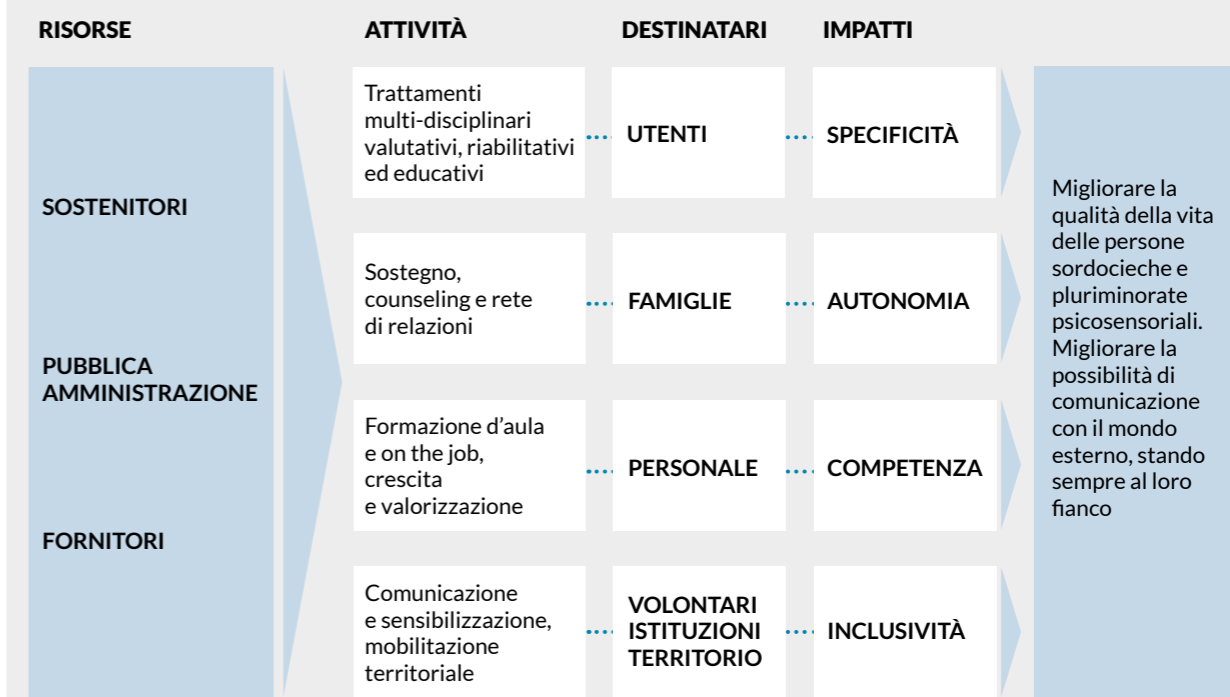 RISORSE
ATTIVITÀ
DESTINATARI
IMPATTI
SOSTENITORI
PUBBLICA
AMMINISTRAZIONE
FORNITORI
Trattamenti
multi-disciplinari
valutativi, riabilitativi
ed educativi
UTENTI
SPECIFICITÀ
Sostegno,
counseling e rete
di relazioni
FAMIGLIE
AUTONOMIA
Formazione d’aula
e on the job,
crescita
e valorizzazione
PERSONALE
COMPETENZA
Comunicazione
e sensibilizzazione,
mobilitazione
territoriale
VOLONTARI
ISTITUZIONI
TERRITORIO
INCLUSIVITÀ
Migliorare la
qualità della vita
delle persone
sordocieche e
pluriminorate
psicosensoriali.
Migliorare la
possibilità di
comunicazione
con il mondo
esterno, stando
sempre al loro
fianco